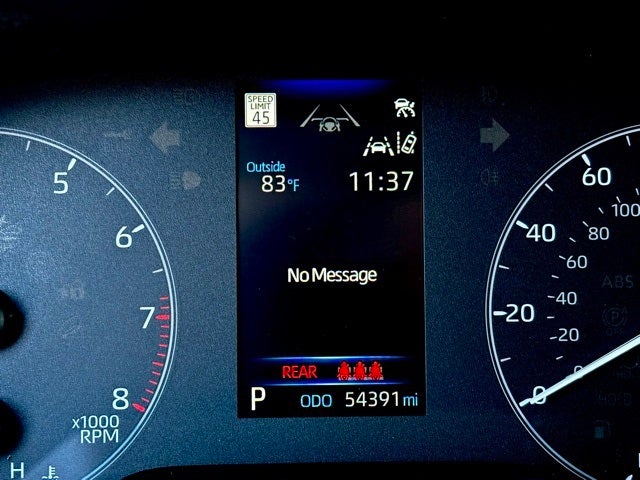 SPEED
LIMIT
45
Outside
83°F
11:37
No Message
REAR
P
ODO 54391 mi
5
6
7
8
x1000
RPM
H
60
40
20
0
100
80
60
40
20
0
ABS